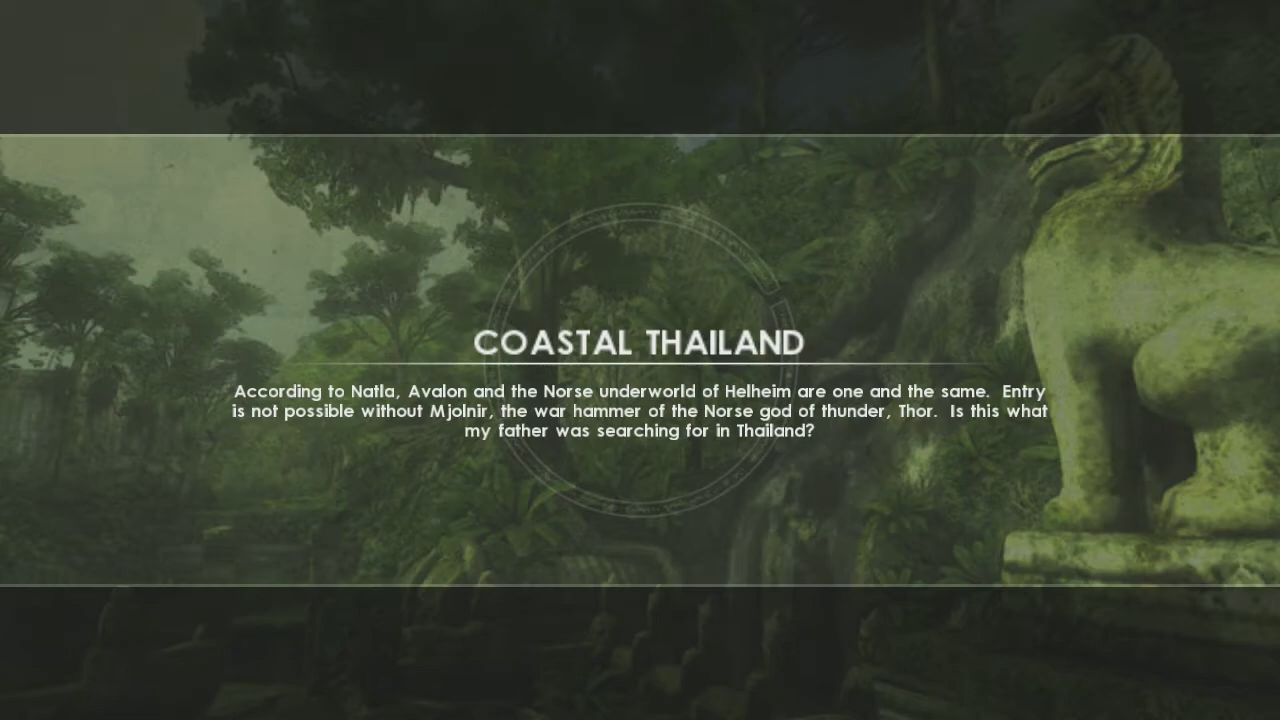 COASTAL THAILAND
According to Natla, Avalon and the Norse underworld of Helheim are one and the same.  Entry
is not possible without Mjolnir, the war hammer of the Norse god of thunder, Thor.  Is this what
my father was searching for in Thailand?